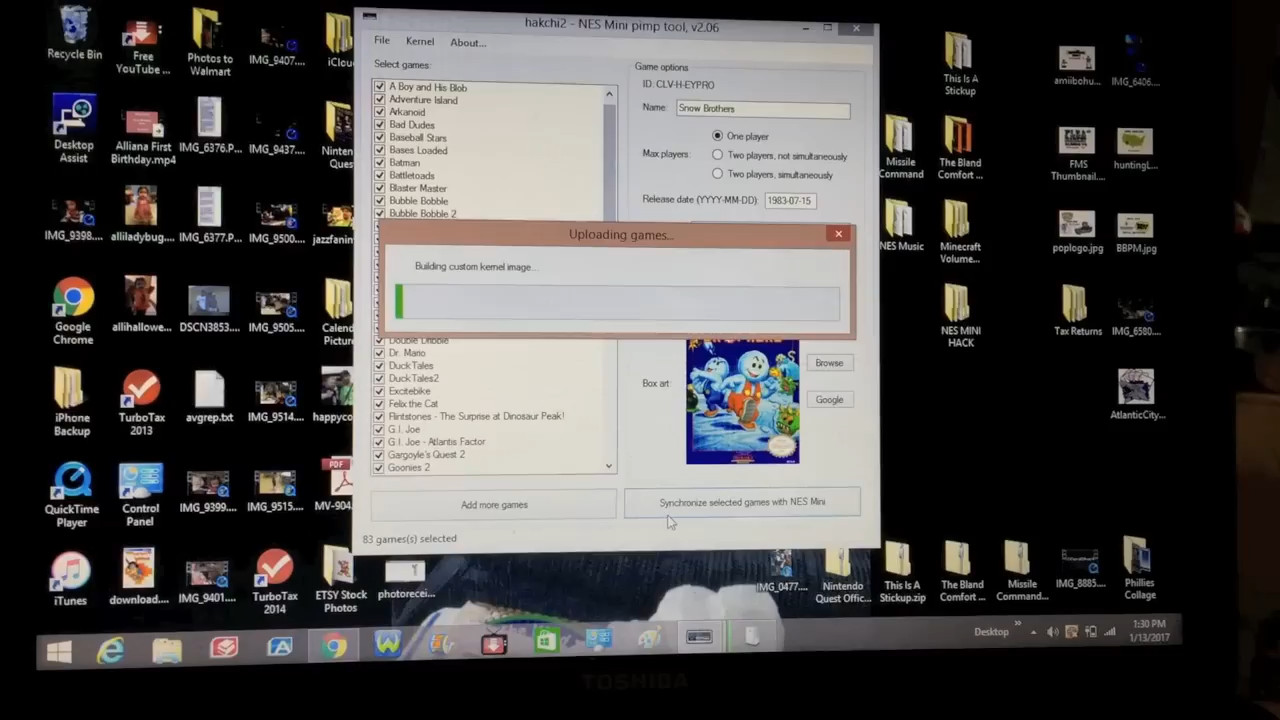 hakchi2 - NES Mini pimp tool, v2.06
File Kernel About...
Select games:
A Boy and His Blob
Adventure Island
Arkanoid
Bad Dudes
Baseball Stars
Bases Loaded
Batman
Battletoads
Blaster Master
Bubble Bobble
Bubble Bobble 2
Double Dribble
Dr. Mario
DuckTales
DuckTales2
Excitebike
Felix the Cat
Flintstones - The Surprise at Dinosaur Peak!
G.I. Joe
G.I. Joe - Atlantis Factor
Gargoyle's Quest 2
Goonies 2
Add more games
83 games(s) selected
Game options
ID: CLV-H-EYPRO
Name: Snow Brothers
Max players:
One player
Two players, not simultaneously
Two players, simultaneously
Release date (YYYY-MM-DD): 1983-07-15
Uploading games...
Building custom kernel image...
Box art:
Browse
Google
Synchronize selected games with NES Mini
Recycle Bin
Free
YouTube ...
Photos to
Walmart
IMG_9407....
iClou
Desktop
Assist
Alliana First
Birthday.mp4
IMG_6376.P...
IMG_9437....
Ninten
Quest
IMG_9398....
alliladybug...
IMG_6377.P...
IMG_9500....
jazzfanin
Google
Chrome
allihallowe...
DSCN3853....
IMG_9505....
Calend
Picture
iPhone
Backup
TurboTax
2013
avgrep.txt
IMG_9514....
happyco
QuickTime
Player
Control
Panel
IMG_9399....
IMG_9515....
PDF
MV-904
iTunes
download....
IMG_9401....
TurboTax
2014
ETSY Stock
Photos
photorecei...
This Is A
Stickup
amiibohu...
IMG_6406....
Missile
Command
The Bland
Comfort ...
FMS
Thumbnail....
huntingL...
NES Music
Minecraft
Volume...
poplogo.jpg
BBPM.jpg
NES MINI
HACK
Tax Returns
IMG_6580....
AtlanticCity...
IMG_0477....
Nintendo
Quest Offic...
This Is A
Stickup.zip
The Bland
Comfort ...
Missile
Command...
IMG_8885....
Phillies
Collage
Desktop
1:30 PM
1/13/2017
TOSHIBA